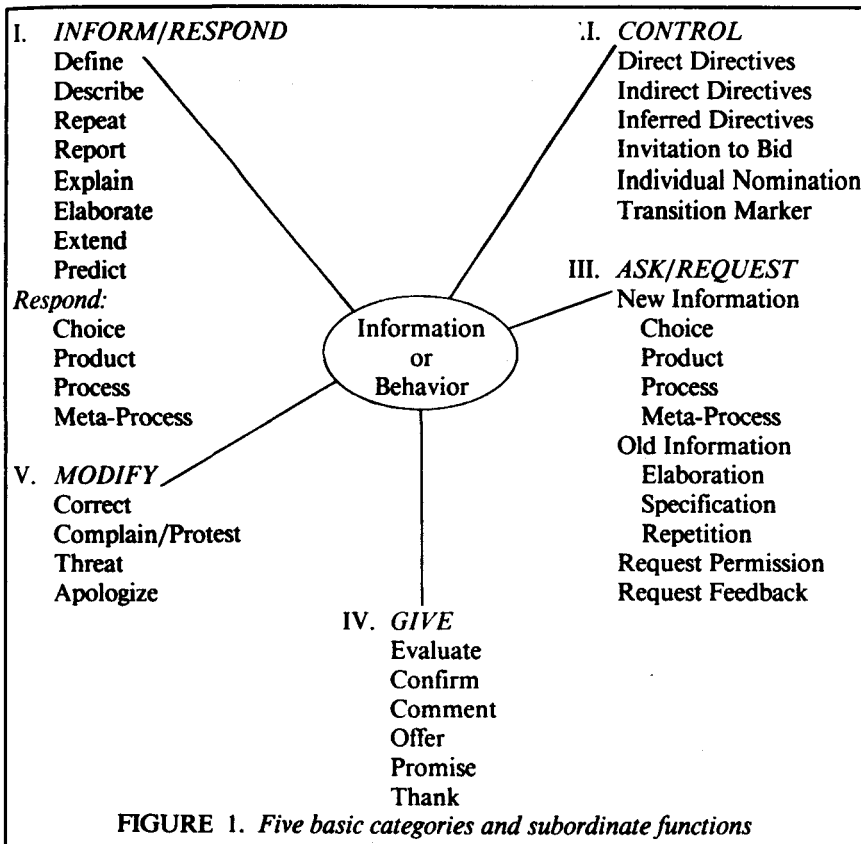 I. INFORM/RESPOND
Define
Describe
Repeat
Report
Explain
Elaborate
Extend
Predict
Respond:
Choice
Product
Process
Meta-Process
.I. CONTROL
Direct Directives
Indirect Directives
Inferred Directives
Invitation to Bid
Individual Nomination
Transition Marker
III. ASK/REQUEST
New Information
Choice
Product
Process
Meta-Process
Old Information
Elaboration
Specification
Repetition
Request Permission
Request Feedback
Information
or
Behavior
V. MODIFY
Correct
Complain/Protest
Threat
Apologize
IV. GIVE
Evaluate
Confirm
Comment
Offer
Promise
Thank
FIGURE 1. Five basic categories and subordinate functions